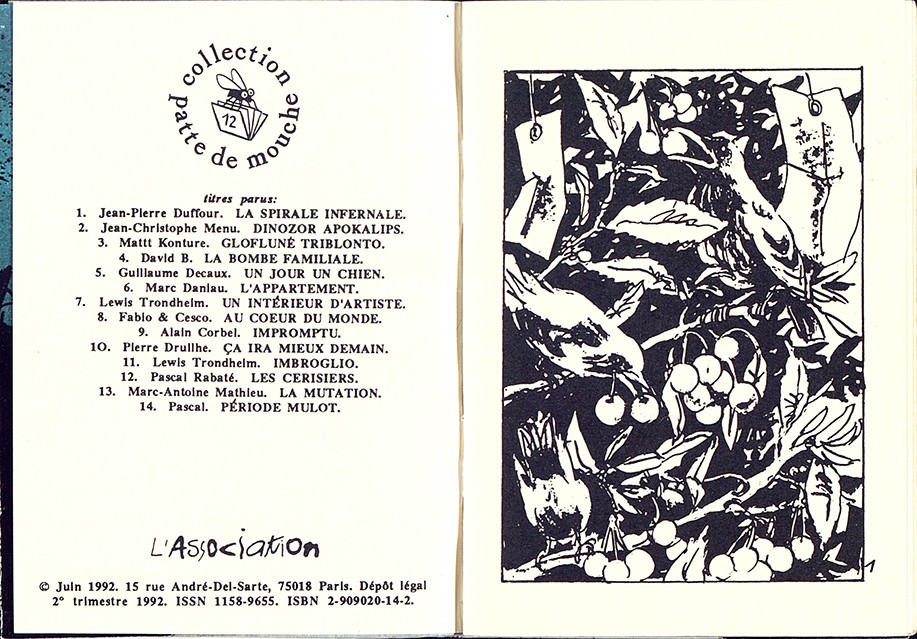 collection
patte de mouche
12
titres parus:
1. Jean-Pierre Duffour. LA SPIRALE INFERNALE.
2. Jean-Christophe Menu. DINOZOR APOKALIPS.
3. Mattt Konture. GLOFLUNÉ TRIBLONTO.
4. David B. LA BOMBE FAMILIALE.
5. Guillaume Decaux. UN JOUR UN CHIEN.
6. Marc Daniau. L'APPARTEMENT.
7. Lewis Trondheim. UN INTÉRIEUR D'ARTISTE.
8. Fabio & Cesco. AU COEUR DU MONDE.
9. Alain Corbel. IMPROMPTU.
10. Pierre Druilhe. ÇA IRA MIEUX DEMAIN.
11. Lewis Trondheim. IMBROGLIO.
12. Pascal Rabaté. LES CERISIERS.
13. Marc-Antoine Mathieu. LA MUTATION.
14. Pascal. PÉRIODE MULOT.
L'ASSOCIATION
© Juin 1992. 15 rue André-Del-Sarte, 75018 Paris. Dépôt légal
2° trimestre 1992. ISSN 1158-9655. ISBN 2-909020-14-2.
1